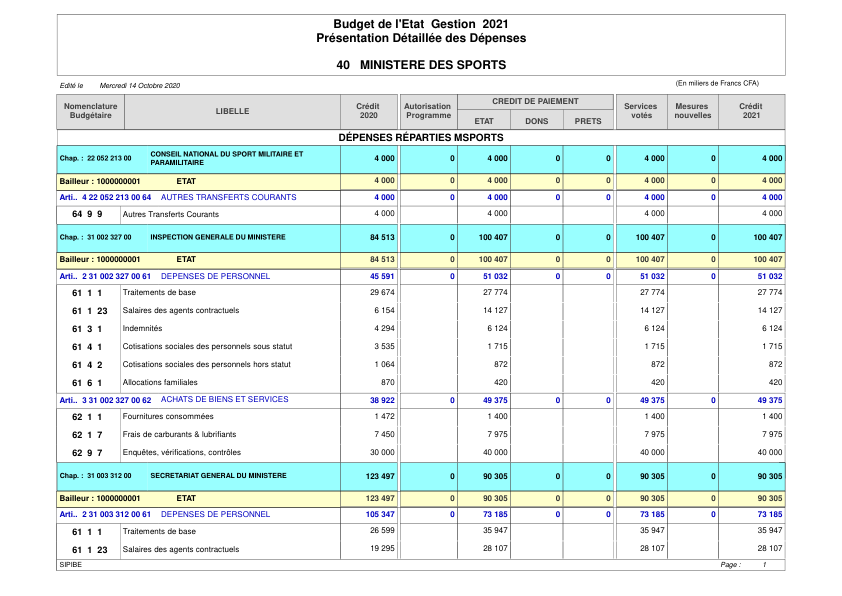 Budget de l'Etat Gestion 2021
Présentation Détaillée des Dépenses
40 MINISTERE DES SPORTS
Edité le Mercredi 14 Octobre 2020 (En milliers de Francs CFA)
Nomenclature Budgétaire LIBELLE Crédit 2020 Autorisation Programme CREDIT DE PAIEMENT ETAT DONS PRETS Services votés Mesures nouvelles Crédit 2021
DÉPENSES RÉPARTIES MSPORTS
Chap. : 22 052 213 00 CONSEIL NATIONAL DU SPORT MILITAIRE ET PARAMILITAIRE 4 000 0 4 000 0 0 4 000 0 4 000
Bailleur : 1000000001 ETAT 4 000 0 4 000 0 0 4 000 0 4 000
Arti.. 4 22 052 213 00 64 AUTRES TRANSFERTS COURANTS 4 000 0 4 000 0 0 4 000 0 4 000
64 9 9 Autres Transferts Courants 4 000 4 000 4 000 4 000
Chap. : 31 002 327 00 INSPECTION GENERALE DU MINISTERE 84 513 0 100 407 0 0 100 407 0 100 407
Bailleur : 1000000001 ETAT 84 513 0 100 407 0 0 100 407 0 100 407
Arti.. 2 31 002 327 00 61 DEPENSES DE PERSONNEL 45 591 0 51 032 0 0 51 032 0 51 032
61 1 1 Traitements de base 29 674 27 774 27 774 27 774
61 1 23 Salaires des agents contractuels 6 154 14 127 14 127 14 127
61 3 1 Indemnités 4 294 6 124 6 124 6 124
61 4 1 Cotisations sociales des personnels sous statut 3 535 1 715 1 715 1 715
61 4 2 Cotisations sociales des personnels hors statut 1 064 872 872 872
61 6 1 Allocations familiales 870 420 420 420
Arti.. 3 31 002 327 00 62 ACHATS DE BIENS ET SERVICES 38 922 0 49 375 0 0 49 375 0 49 375
62 1 1 Fournitures consommées 1 472 1 400 1 400 1 400
62 1 7 Frais de carburants & lubrifiants 7 450 7 975 7 975 7 975
62 9 7 Enquêtes, vérifications, contrôles 30 000 40 000 40 000 40 000
Chap. : 31 003 312 00 SECRETARIAT GENERAL DU MINISTERE 123 497 0 90 305 0 0 90 305 0 90 305
Bailleur : 1000000001 ETAT 123 497 0 90 305 0 0 90 305 0 90 305
Arti.. 2 31 003 312 00 61 DEPENSES DE PERSONNEL 105 347 0 73 185 0 0 73 185 0 73 185
61 1 1 Traitements de base 26 599 35 947 35 947 35 947
61 1 23 Salaires des agents contractuels 19 295 28 107 28 107 28 107
SIPIBE Page : 1